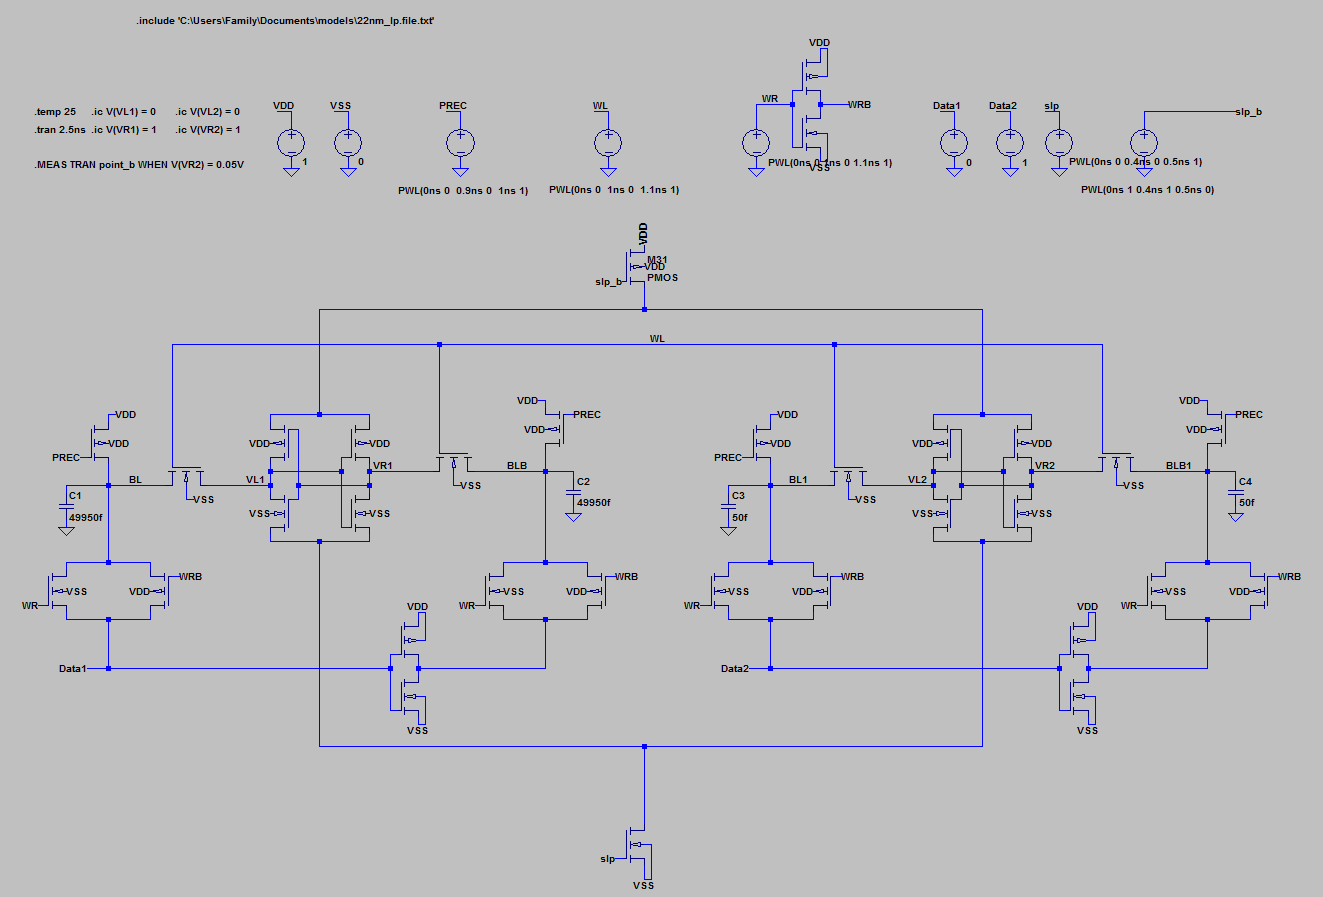 .include 'C:\Users\Family\Documents\models\22nm_lp.file.txt'
VDD
.temp 25 .ic V(VL1) = 0 .ic V(VL2) = 0
VDD VSS PREC WL WR WRB Data1 Data2 slp slp_b
.tran 2.5ns .ic V(VR1) = 1 .ic V(VR2) = 1
.MEAS TRAN point_b WHEN V(VR2) = 0.05V
1 0 PWL(0ns 0 1ns 0 1.1ns 1) 0 1 PWL(0ns 0 0.4ns 0 0.5ns 1)
VSS
PWL(0ns 0 0.9ns 0 1ns 1) PWL(0ns 0 1ns 0 1.1ns 1) PWL(0ns 1 0.4ns 1 0.5ns 0)
VDD
M31
VDD
slp_b PMOS
WL
VDD VDD
VDD VDD
PREC PREC
VDD VDD VDD VDD VDD VDD VDD VDD
PREC PREC
VR1 BLB VR2 BLB1
BL VL1 BL1 VL2
VSS VSS VSS VSS
C1 C2 C3 C4
49950f 49950f 50f 50f
VSS VSS VSS VSS
WRB WRB WRB WRB
VSS VDD VSS VDD VSS VDD VSS VDD
WR WR WR WR
VDD VDD
Data1 Data2
VSS VSS
slp
VSS